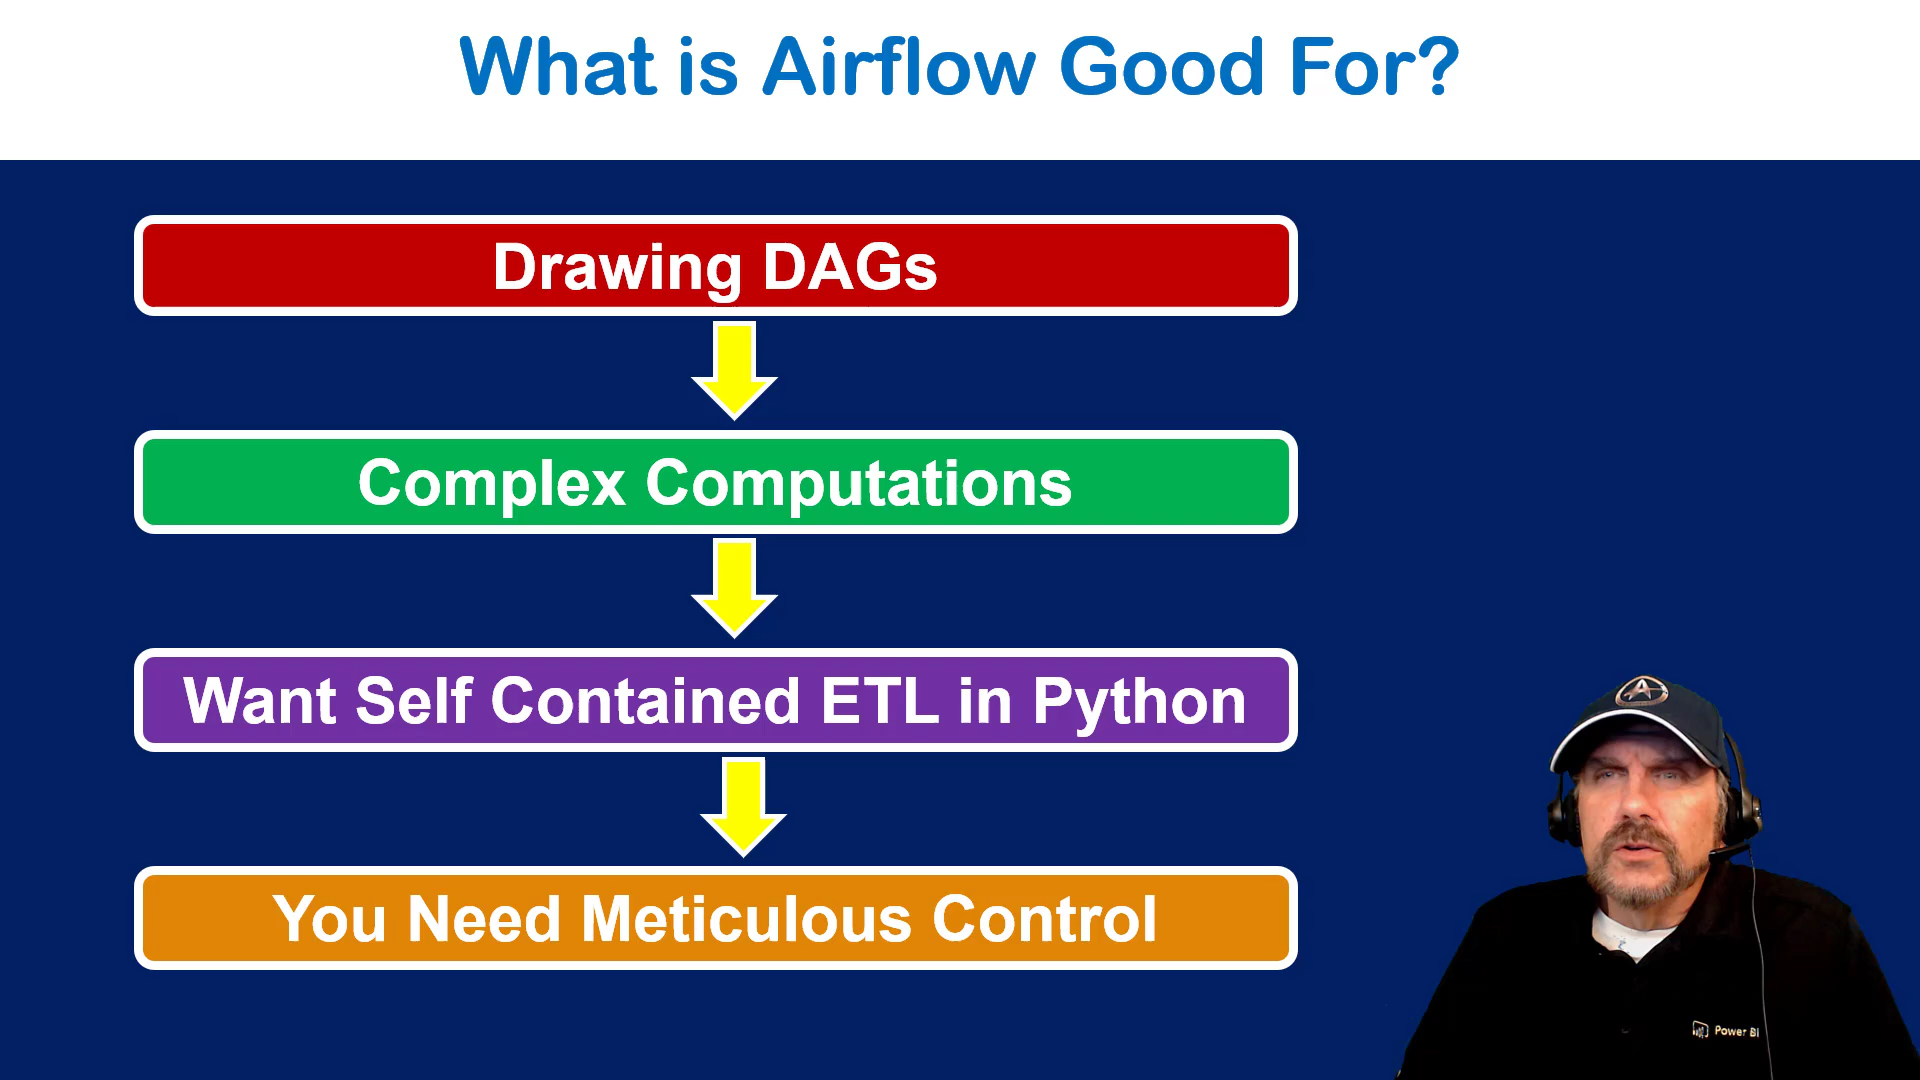 What is Airflow Good For?
Drawing DAGs
Complex Computations
Want Self Contained ETL in Python
You Need Meticulous Control
Power BI